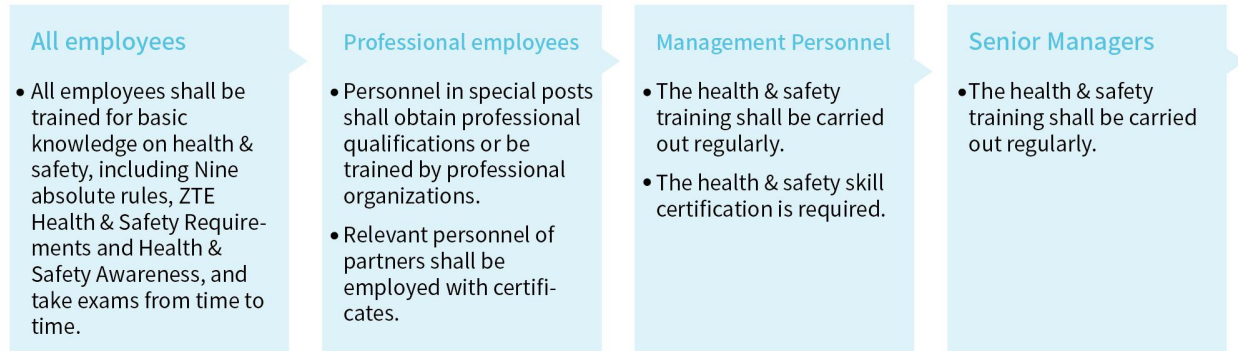 All employees
• All employees shall be
trained for basic
knowledge on health &
safety, including Nine
absolute rules, ZTE
Health & Safety Require-
ments and Health &
Safety Awareness, and
take exams from time to
time.
Professional employees
• Personnel in special posts
shall obtain professional
qualifications or be
trained by professional
organizations.
• Relevant personnel of
partners shall be
employed with certifi-
cates.
Management Personnel
• The health & safety
training shall be carried
out regularly.
• The health & safety skill
certification is required.
Senior Managers
• The health & safety
training shall be carried
out regularly.